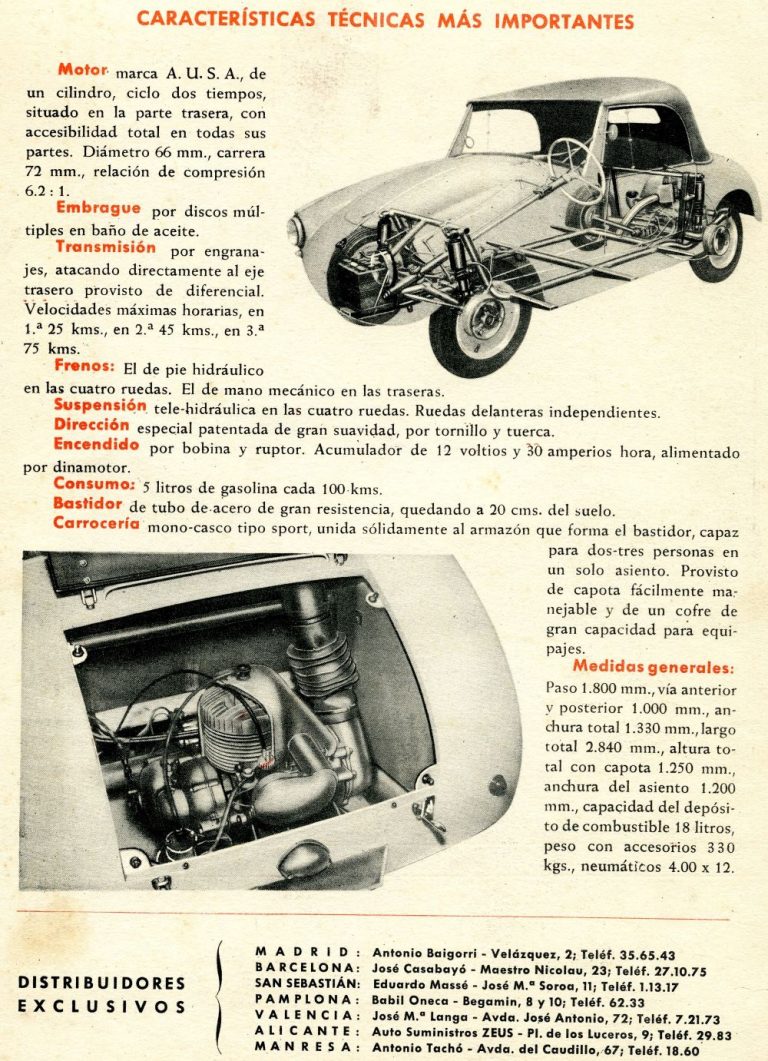 CARACTERÍSTICAS TÉCNICAS MÁS IMPORTANTES
Motor marca A. U. S. A., de
un cilindro, ciclo dos tiempos,
situado en la parte trasera, con
accesibilidad total en todas sus
partes. Diámetro 66 mm., carrera
72 mm., relación de compresión
6.2 : 1.
Embrague por discos múl-
tiples en baño de aceite.
Transmisión por engrana-
jes, atacando directamente al eje
trasero provisto de diferencial.
Velocidades máximas horarias, en
1.ª 25 kms., en 2.ª 45 kms., en 3.ª
75 kms.
Frenos: El de pie hidráulico
en las cuatro ruedas. El de mano mecánico en las traseras.
Suspensión tele-hidráulica en las cuatro ruedas. Ruedas delanteras independientes.
Dirección especial patentada de gran suavidad, por tornillo y tuerca.
Encendido por bobina y ruptor. Acumulador de 12 voltios y 30 amperios hora, alimentado
por dinamotor.
Consumo: 5 litros de gasolina cada 100 kms.
Bastidor de tubo de acero de gran resistencia, quedando a 20 cms. del suelo.
Carrocería mono-casco tipo sport, unida sólidamente al armazón que forma el bastidor, capaz
para dos-tres personas en
un solo asiento. Provisto
de capota fácilmente ma-
nejable y de un cofre de
gran capacidad para equi-
pajes.
Medidas generales:
Paso 1.800 mm., vía anterior
y posterior 1.000 mm., an-
chura total 1.330 mm., largo
total 2.840 mm., altura to-
tal con capota 1.250 mm.,
anchura del asiento 1.200
mm., capacidad del depósi-
to de combustible 18 litros,
peso con accesorios 330
kgs., neumáticos 4.00 x 12.
DISTRIBUIDORES
EXCLUSIVOS
MADRID: Antonio Baigorri - Velázquez, 2; Teléf. 35.65.43
BARCELONA: José Casabayó - Maestro Nicolau, 23; Teléf. 27.10.75
SAN SEBASTIÁN: Eduardo Massé - José M.ª Soroa, 11; Teléf. 1.13.17
PAMPLONA: Babil Oneca - Begamin, 8 y 10; Teléf. 62.33
VALENCIA: José M.ª Langa - Avda. José Antonio, 72; Teléf. 7.21.73
ALICANTE: Auto Suministros ZEUS - Pl. de los Luceros, 9; Teléf. 29.83
MANRESA: Antonio Tachó - Avda. del Caudillo, 67; Teléf. 18.60